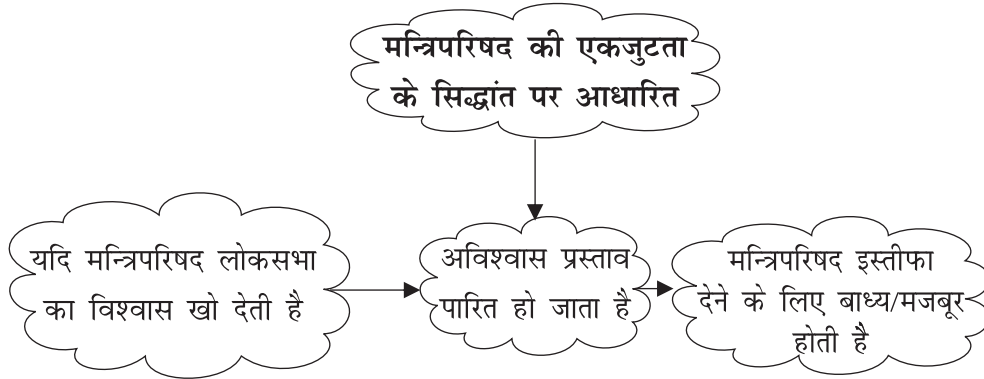 मन्त्रिपरिषद की एकजुटता
के सिद्धांत पर आधारित
यदि मन्त्रिपरिषद लोकसभा
का विश्वास खो देती है
अविश्वास प्रस्ताव
पारित हो जाता है
मन्त्रिपरिषद इस्तीफा
देने के लिए बाध्य/मजबूर
होती है